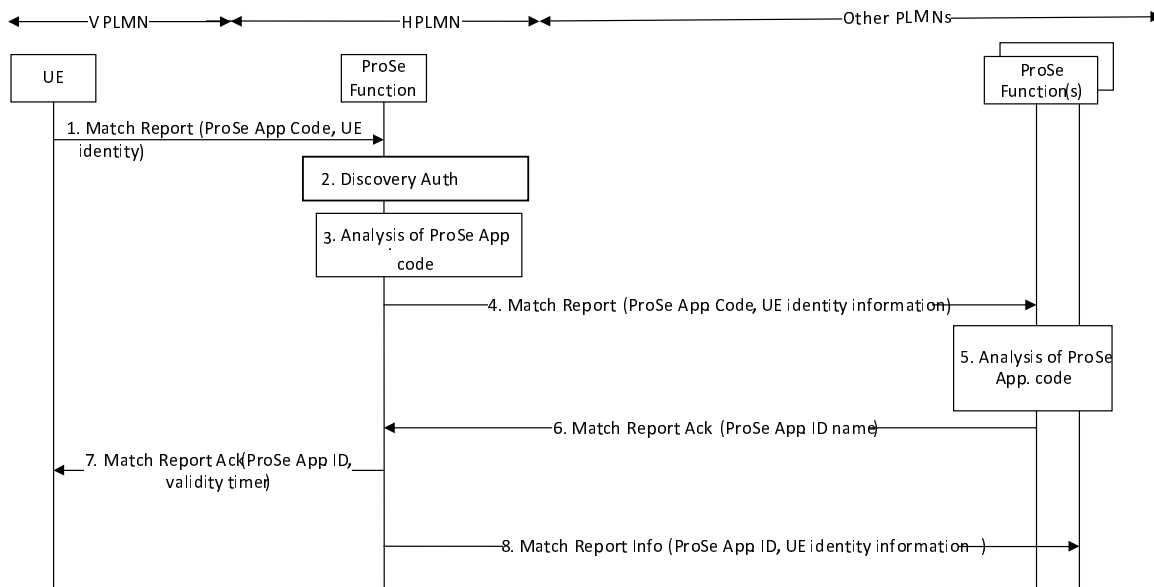 VPLMN
HPLMN
Other PLMNs
UE
ProSe
Function
ProSe
Function(s)
1. Match Report (ProSe App Code, UE
identity)
2. Discovery Auth
3. Analysis of ProSe App
code
4. Match Report (ProSe App. Code, UE identity information)
5. Analysis of ProSe
App. code
6. Match Report Ack (ProSe App. ID name)
7. Match Report Ack(ProSe App ID,
validity timer)
8. Match Report Info (ProSe App. ID, UE identity information )